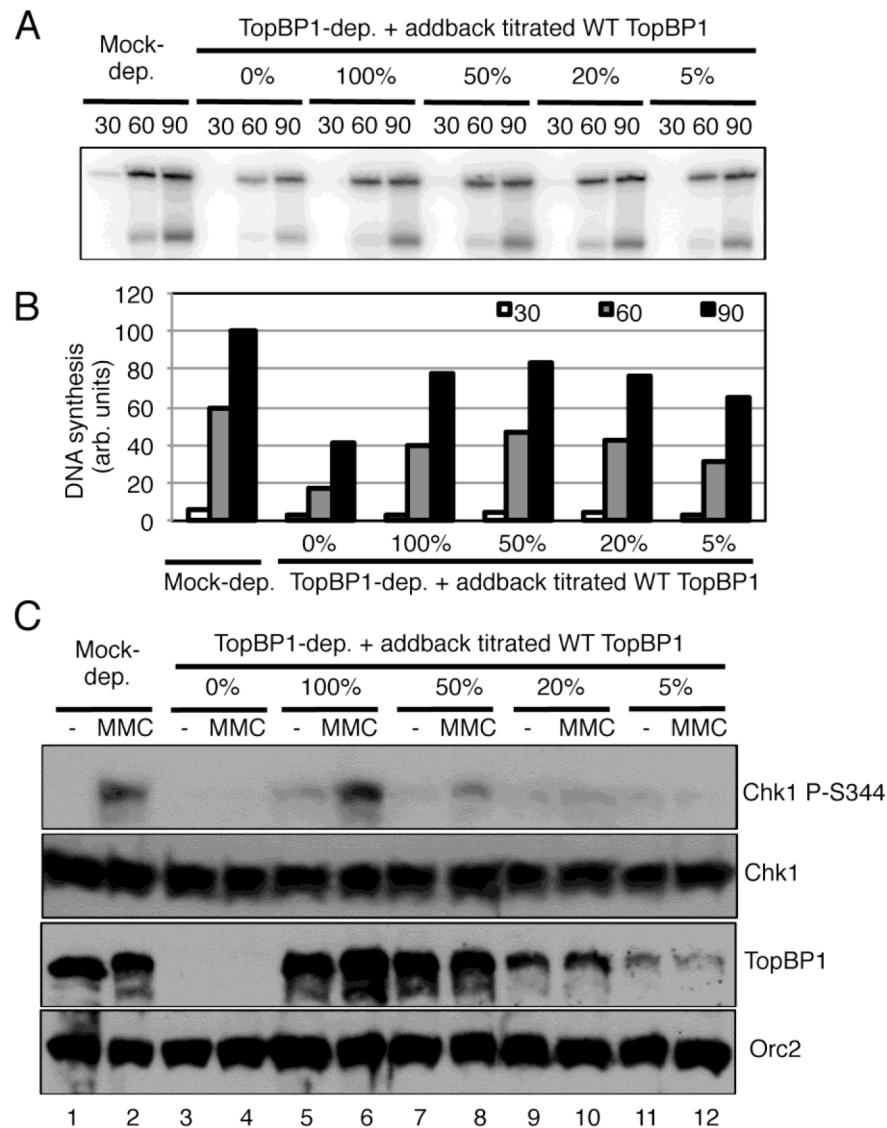 A
TopBP1-dep. + addback titrated WT TopBP1
Mock-
dep.
0% 100% 50% 20% 5%
30 60 90 30 60 90 30 60 90 30 60 90 30 60 90 30 60 90
B
120
100
80
60
40
20
0
DNA synthesis
(arb. units)
30 60 90
0% 100% 50% 20% 5%
Mock-dep. TopBP1-dep. + addback titrated WT TopBP1
C
TopBP1-dep. + addback titrated WT TopBP1
Mock-
dep.
0% 100% 50% 20% 5%
- MMC - MMC - MMC - MMC - MMC - MMC
Chk1 P-S344
Chk1
TopBP1
Orc2
1 2 3 4 5 6 7 8 9 10 11 12